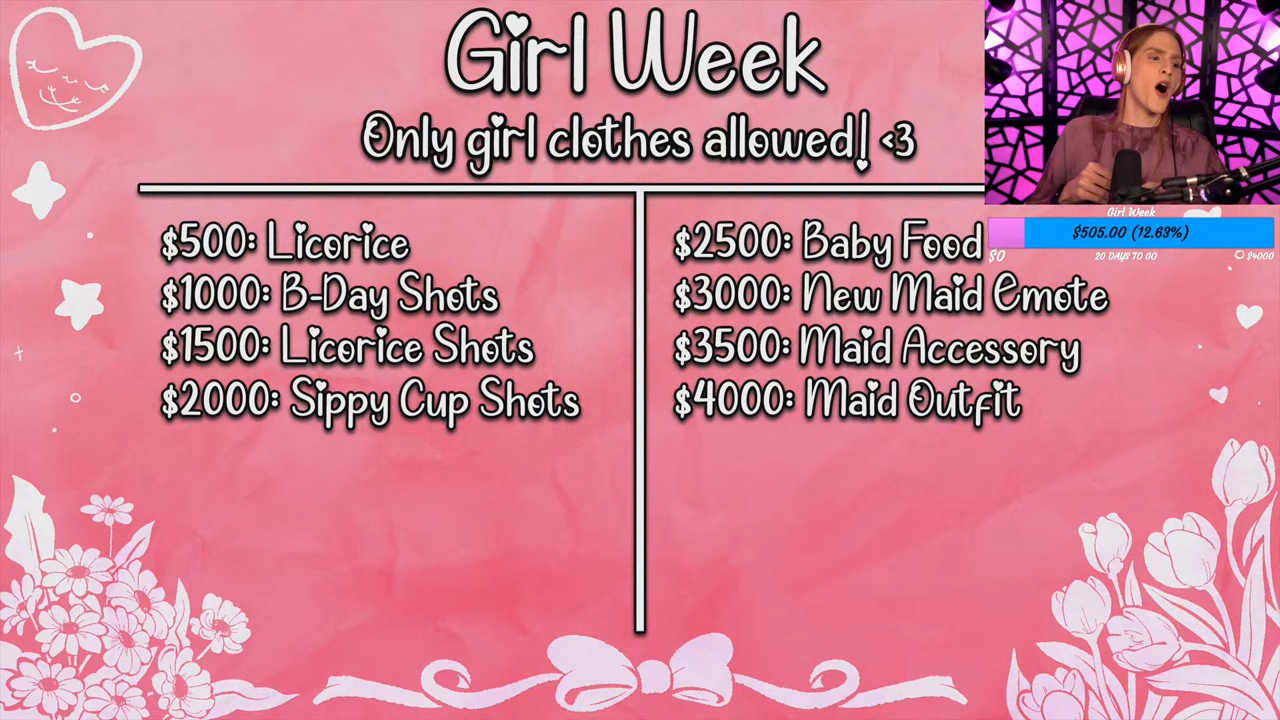 Girl Week
Only girl clothes allowed! <3
$500: Licorice
$1000: B-Day Shots
$1500: Licorice Shots
$2000: Sippy Cup Shots
$2500: Baby Food
$3000: New Maid Emote
$3500: Maid Accessory
$4000: Maid Outfit
Girl Week
$505.00 (12.63%)
$0
20 DAYS TO GO
$4000